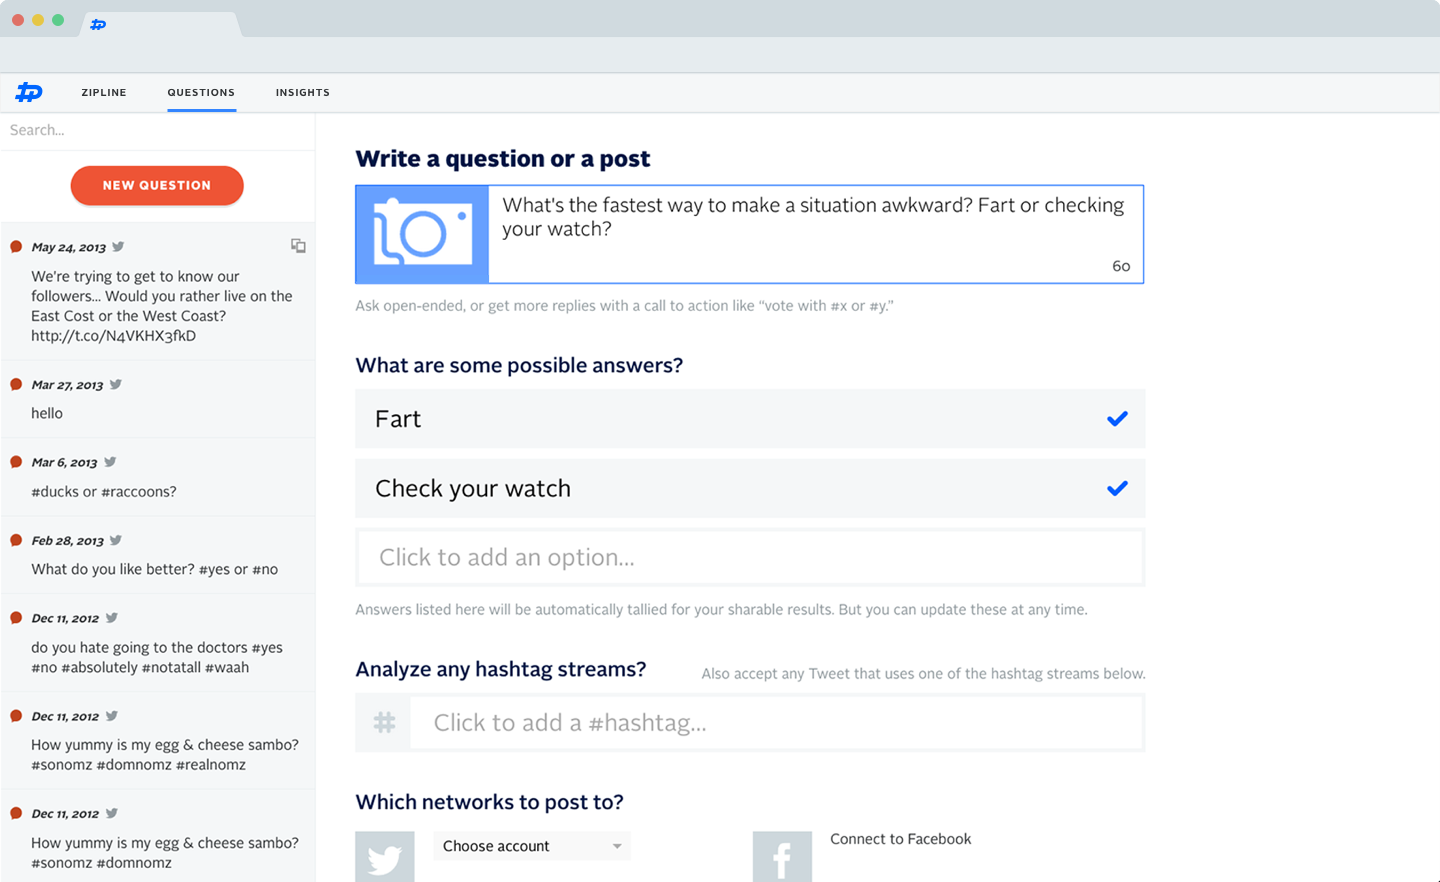 ZIPLINE
QUESTIONS
INSIGHTS
Search...
NEW QUESTION
May 24, 2013
We're trying to get to know our
followers... Would you rather live on the
East Cost or the West Coast?
http://t.co/N4VKHX3fkD
Mar 27, 2013
hello
Mar 6, 2013
#ducks or #raccoons?
Feb 28, 2013
What do you like better? #yes or #no
Dec 11, 2012
do you hate going to the doctors #yes
#no #absolutely #notatall #waah
Dec 11, 2012
How yummy is my egg & cheese sambo?
#sonomz #domnomz #realnomz
Dec 11, 2012
How yummy is my egg & cheese sambo?
#sonomz #domnomz
Write a question or a post
What's the fastest way to make a situation awkward? Fart or checking
your watch?
60
Ask open-ended, or get more replies with a call to action like “vote with #x or #y.”
What are some possible answers?
Fart
Check your watch
Click to add an option...
Answers listed here will be automatically tallied for your sharable results. But you can update these at any time.
Analyze any hashtag streams?
Also accept any Tweet that uses one of the hashtag streams below.
#
Click to add a #hashtag...
Which networks to post to?
Choose account
Connect to Facebook